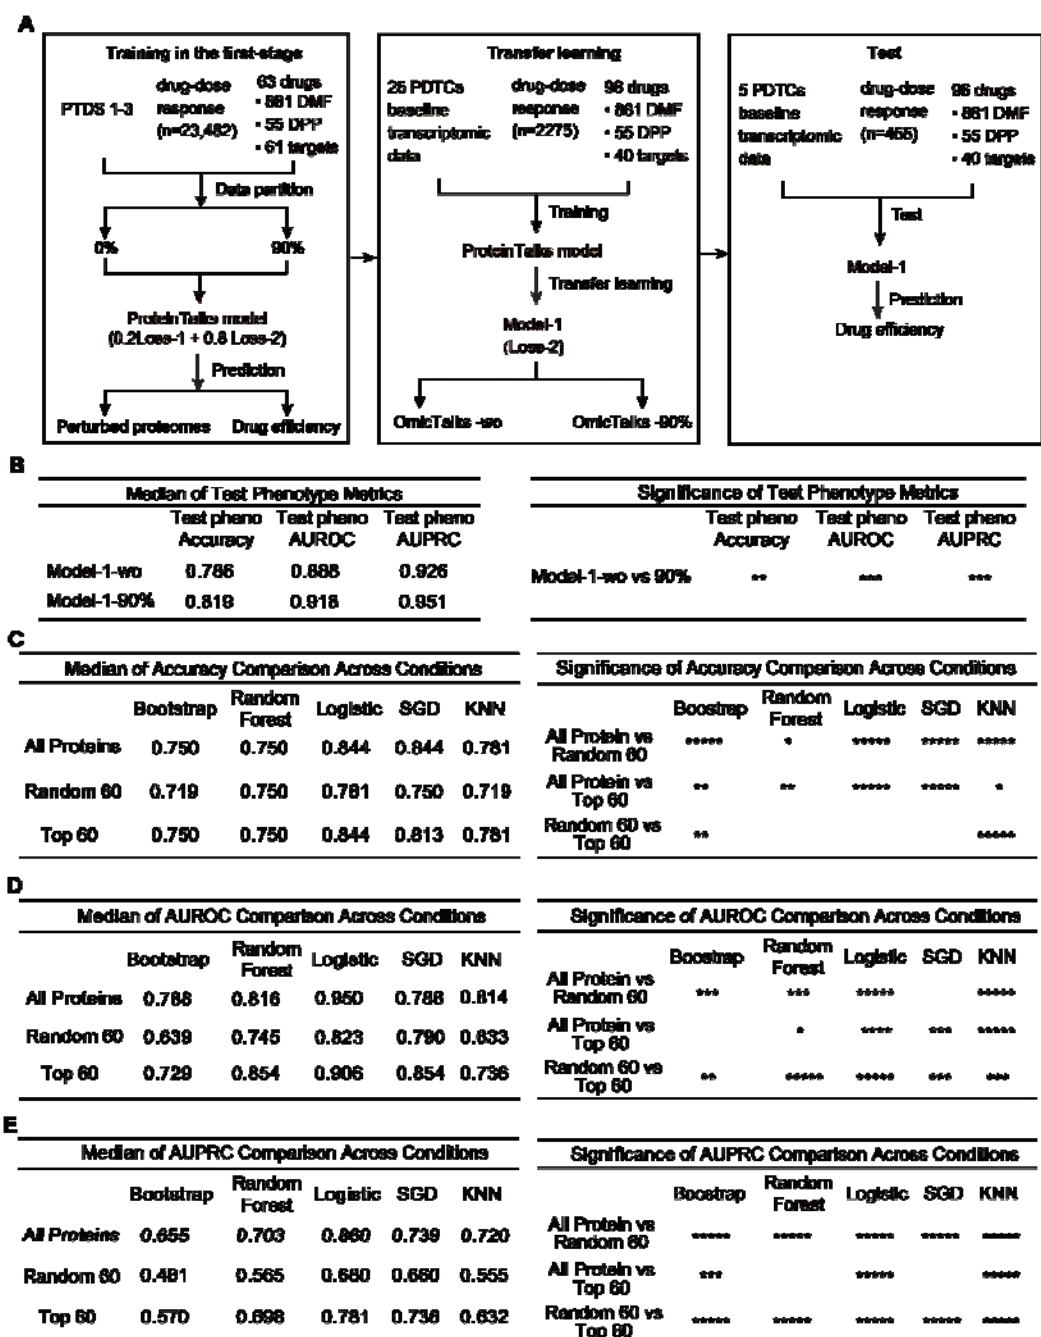 A
Training in the first-stage
PTDS 1-3
drug-dose
response
(n=23,482)
63 drugs
• 881 DMF
• 55 DPP
• 61 targets
Data partition
0%
90%
ProteinTalks model
(0.2Loss-1 + 0.8 Loss-2)
Prediction
Perturbed proteomes
Drug efficiency
Transfer learning
25 PDTCs
baseline
transcriptomic
data
drug-dose
response
(n=2275)
96 drugs
• 861 DMF
• 55 DPP
• 40 targets
Training
ProteinTalks model
Transfer learning
Model-1
(Loss-2)
OmicTalks -wo
OmicTalks -90%
Test
5 PDTCs
baseline
transcriptomic
data
drug-dose
response
(n=455)
96 drugs
• 881 DMF
• 55 DPP
• 40 targets
Test
Model-1
Prediction
Drug efficiency
B
Median of Test Phenotype Metrics
Test pheno Test pheno Test pheno
Accuracy AUROC AUPRC
Model-1-wo 0.786 0.888 0.926
Model-1-90% 0.819 0.918 0.951
Significance of Test Phenotype Metrics
Test pheno Test pheno Test pheno
Accuracy AUROC AUPRC
Model-1-wo vs 90% ** *** ***
C
Median of Accuracy Comparison Across Conditions
Bootstrap Random Forest Logistic SGD KNN
All Proteins 0.750 0.750 0.844 0.844 0.781
Random 60 0.719 0.750 0.781 0.750 0.719
Top 60 0.750 0.750 0.844 0.813 0.781
Significance of Accuracy Comparison Across Conditions
Boostrap Random Forest Logistic SGD KNN
All Protein vs
Random 60 ***** * ***** ***** *****
All Protein vs
Top 60 ** ** ***** ***** *
Random 60 vs
Top 60 ** *****
D
Median of AUROC Comparison Across Conditions
Bootstrap Random Forest Logistic SGD KNN
All Proteins 0.788 0.816 0.950 0.788 0.814
Random 60 0.639 0.745 0.823 0.790 0.633
Top 60 0.729 0.854 0.906 0.854 0.736
Significance of AUROC Comparison Across Conditions
Boostrap Random Forest Logistic SGD KNN
All Protein vs
Random 60 *** *** ***** *****
All Protein vs
Top 60 * **** *** *****
Random 60 vs
Top 60 ** ***** ***** *** ***
E
Median of AUPRC Comparison Across Conditions
Bootstrap Random Forest Logistic SGD KNN
All Proteins 0.655 0.703 0.860 0.739 0.720
Random 60 0.481 0.565 0.680 0.660 0.555
Top 60 0.570 0.698 0.781 0.736 0.632
Significance of AUPRC Comparison Across Conditions
Boostrap Random Forest Logistic SGD KNN
All Protein vs
Random 60 ***** ***** ***** ***** *****
All Protein vs
Top 60 *** ***** *****
Random 60 vs
Top 60 ***** ***** ***** ***** *****